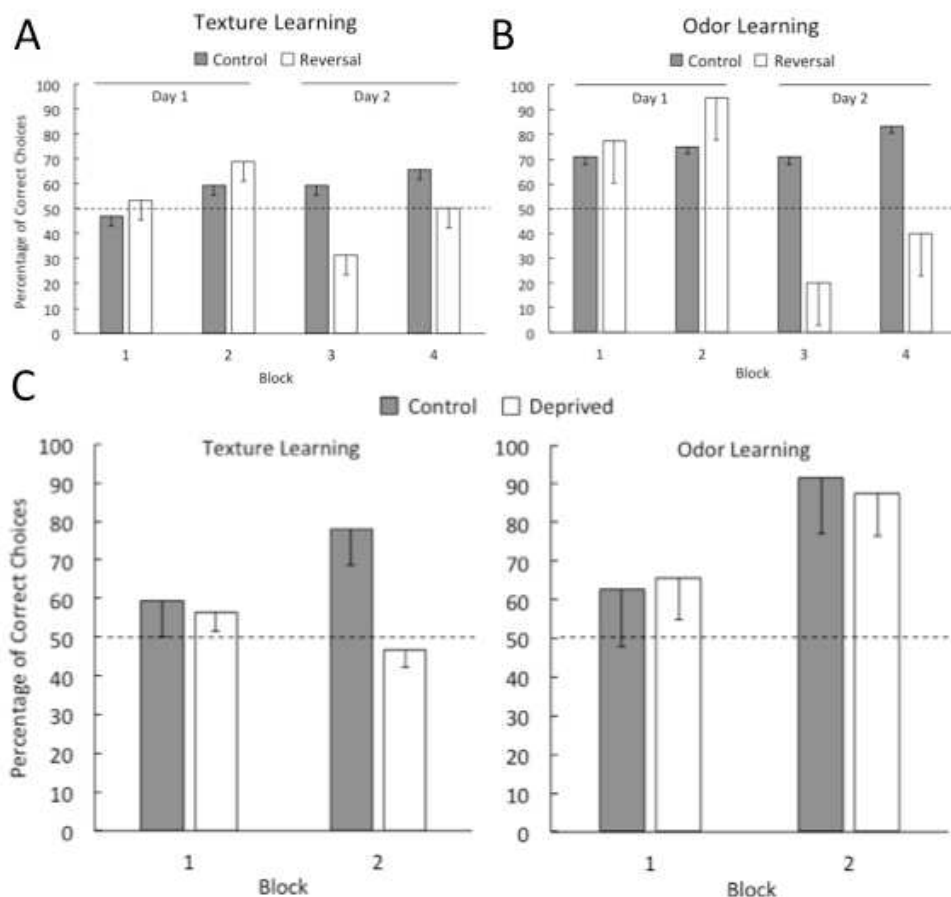 A
Texture Learning
Control Reversal
Percentage of Correct Choices
100
90
80
70
60
50
40
30
20
10
0
Day 1 Day 2
1 2 3 4
Block
B
Odor Learning
Control Reversal
100
90
80
70
60
50
40
30
20
10
0
Day 1 Day 2
1 2 3 4
Block
C
Control Deprived
Texture Learning
Percentage of Correct Choices
100
90
80
70
60
50
40
30
20
10
0
1 2
Block
Odor Learning
100
90
80
70
60
50
40
30
20
10
0
1 2
Block